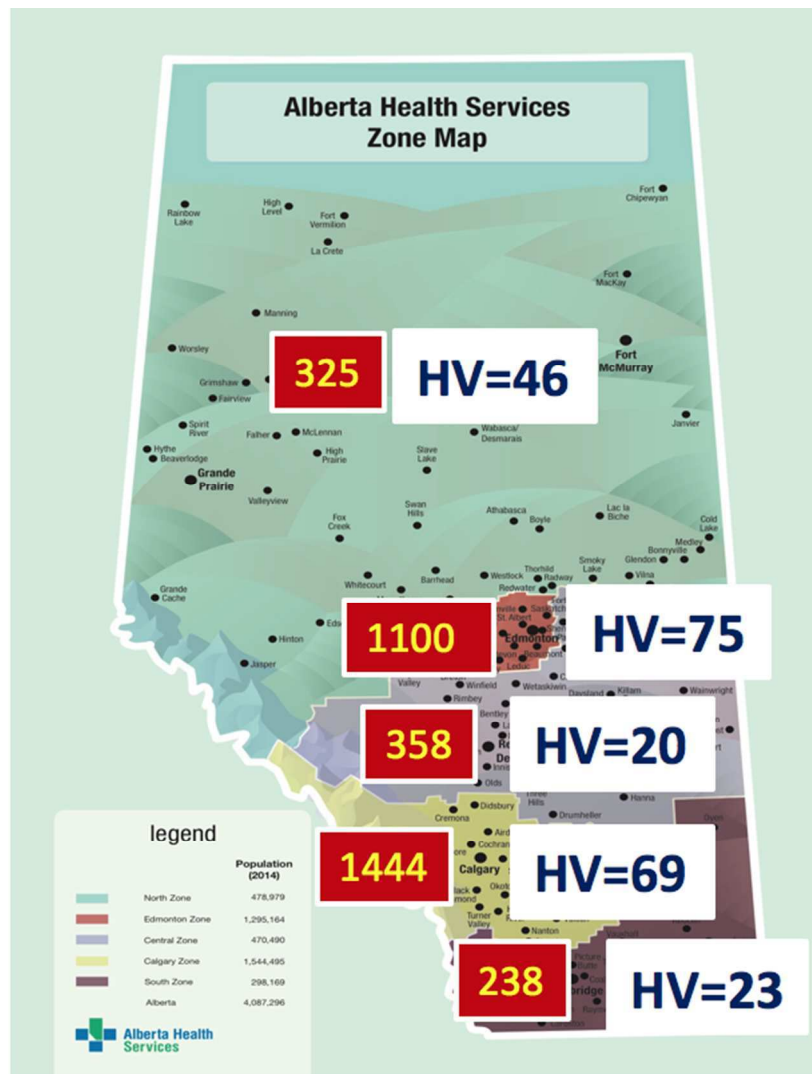 Alberta Health Services
Zone Map
Rainbow
Lake
High
Level
Fort
Vermilion
La Crete
Fort
Chipewyan
Fort
MacKay
Manning
Worsley
325
HV=46
Fort
McMurray
Grimshaw
Fairview
Spirit
River
Falher
McLennan
Wabasca/
Desmarais
Janvier
Hythe
Beaverlodge
Grande
Prairie
High
Prairie
Slave
Lake
Valleyview
Swan
Hills
Fox
Creek
Athabasca
Boyle
Lac la
Biche
Cold
Lake
Medley
Bonnyville
Glendon
Smoky
Lake
Vilna
Thorhild
Radway
Westlock
Redwater
Barrhead
Whitecourt
Grande
Cache
Hinton
Jasper
1100
St. Albert
Edmonton
Beaumont
Leduc
HV=75
Valley
Winfield
Wetaskiwin
Rimbey
Daysland
Killam
Wainwright
Bentley
358
HV=20
Olds
Three
Hills
Hanna
Didsbury
Cremona
Drumheller
1444
Calgary
HV=69
Turner
Valley
Nanton
238
Picture
Butte
HV=23
legend
Population
(2014)
North Zone 478,979
Edmonton Zone 1,295,164
Central Zone 470,490
Calgary Zone 1,544,495
South Zone 298,169
Alberta 4,087,296
Alberta Health
Services